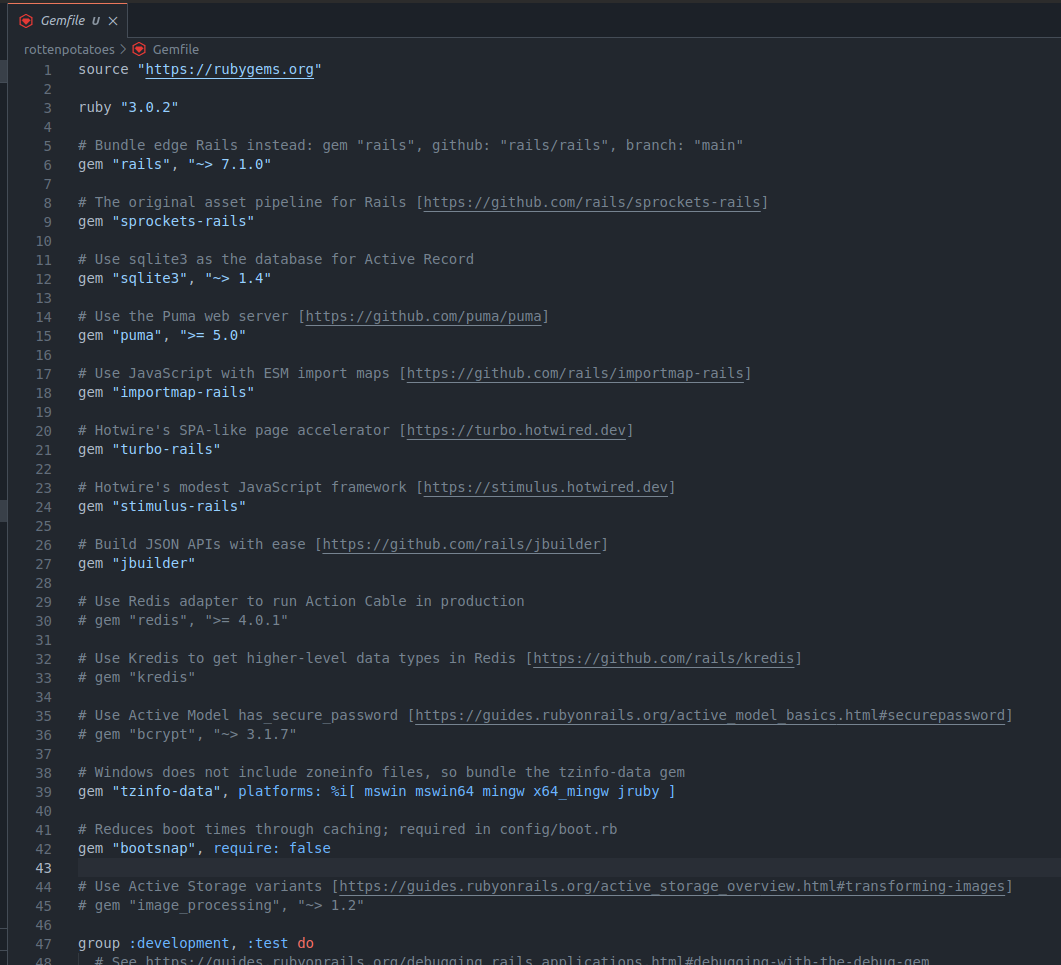 Gemfile U
rottenpotatoes > Gemfile
1 source "https://rubygems.org"
2
3 ruby "3.0.2"
4
5 # Bundle edge Rails instead: gem "rails", github: "rails/rails", branch: "main"
6 gem "rails", "~> 7.1.0"
7
8 # The original asset pipeline for Rails [https://github.com/rails/sprockets-rails]
9 gem "sprockets-rails"
10
11 # Use sqlite3 as the database for Active Record
12 gem "sqlite3", "~> 1.4"
13
14 # Use the Puma web server [https://github.com/puma/puma]
15 gem "puma", ">= 5.0"
16
17 # Use JavaScript with ESM import maps [https://github.com/rails/importmap-rails]
18 gem "importmap-rails"
19
20 # Hotwire's SPA-like page accelerator [https://turbo.hotwired.dev]
21 gem "turbo-rails"
22
23 # Hotwire's modest JavaScript framework [https://stimulus.hotwired.dev]
24 gem "stimulus-rails"
25
26 # Build JSON APIs with ease [https://github.com/rails/jbuilder]
27 gem "jbuilder"
28
29 # Use Redis adapter to run Action Cable in production
30 # gem "redis", ">= 4.0.1"
31
32 # Use Kredis to get higher-level data types in Redis [https://github.com/rails/kredis]
33 # gem "kredis"
34
35 # Use Active Model has_secure_password [https://guides.rubyonrails.org/active_model_basics.html#securepassword]
36 # gem "bcrypt", "~> 3.1.7"
37
38 # Windows does not include zoneinfo files, so bundle the tzinfo-data gem
39 gem "tzinfo-data", platforms: %i[ mswin mswin64 mingw x64_mingw jruby ]
40
41 # Reduces boot times through caching; required in config/boot.rb
42 gem "bootsnap", require: false
43
44 # Use Active Storage variants [https://guides.rubyonrails.org/active_storage_overview.html#transforming-images]
45 # gem "image_processing", "~> 1.2"
46
47 group :development, :test do
48 # See https://guides.rubyonrails.org/debugging_rails_applications.html#debugging-with-the-debug-gem